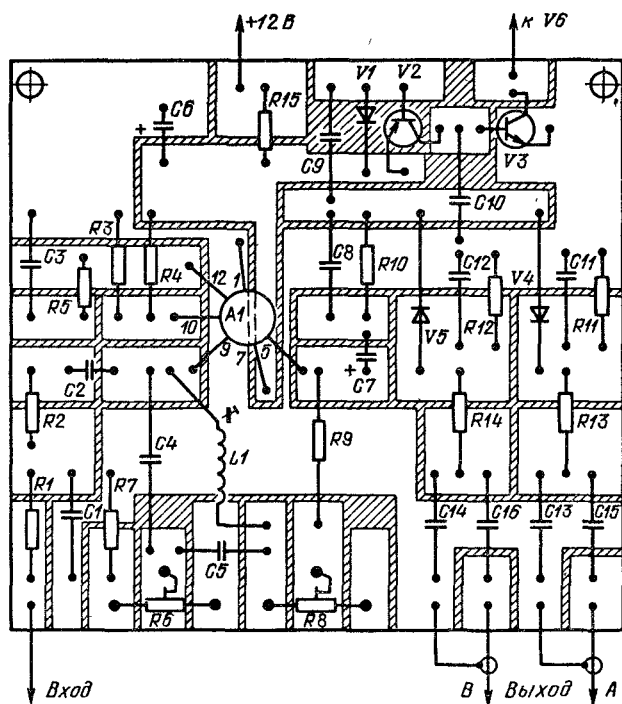 +12 В
к V6
V1
V2
C6
R15
+
C9
V3
C10
R3
C3
R4
R5
12
1
C8
R10
C12
V4
C11
A1
10
9
7
5
V5
R12
R11
C7
+
C2
R2
C4
L1
R9
R14
R13
R1
C1
R7
C14
C16
C13
C15
C5
R6
R8
Вход
В
Выход
А